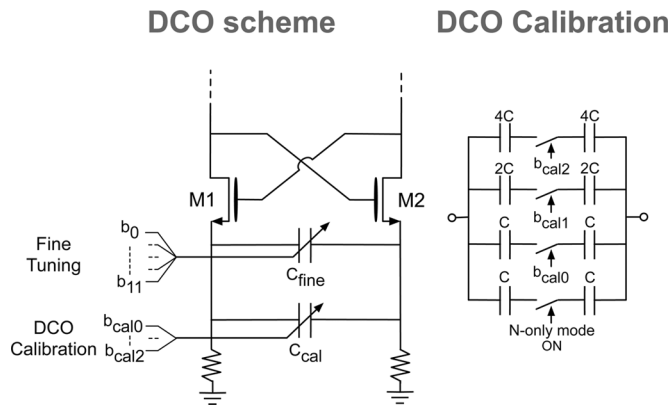 DCO scheme
DCO Calibration
M1
M2
Fine
Tuning
b0
b11
Cfine
DCO
Calibration
bcal0
bcal2
Ccal
4C
4C
bcal2
2C
2C
bcal1
C
C
bcal0
C
C
N-only mode
ON